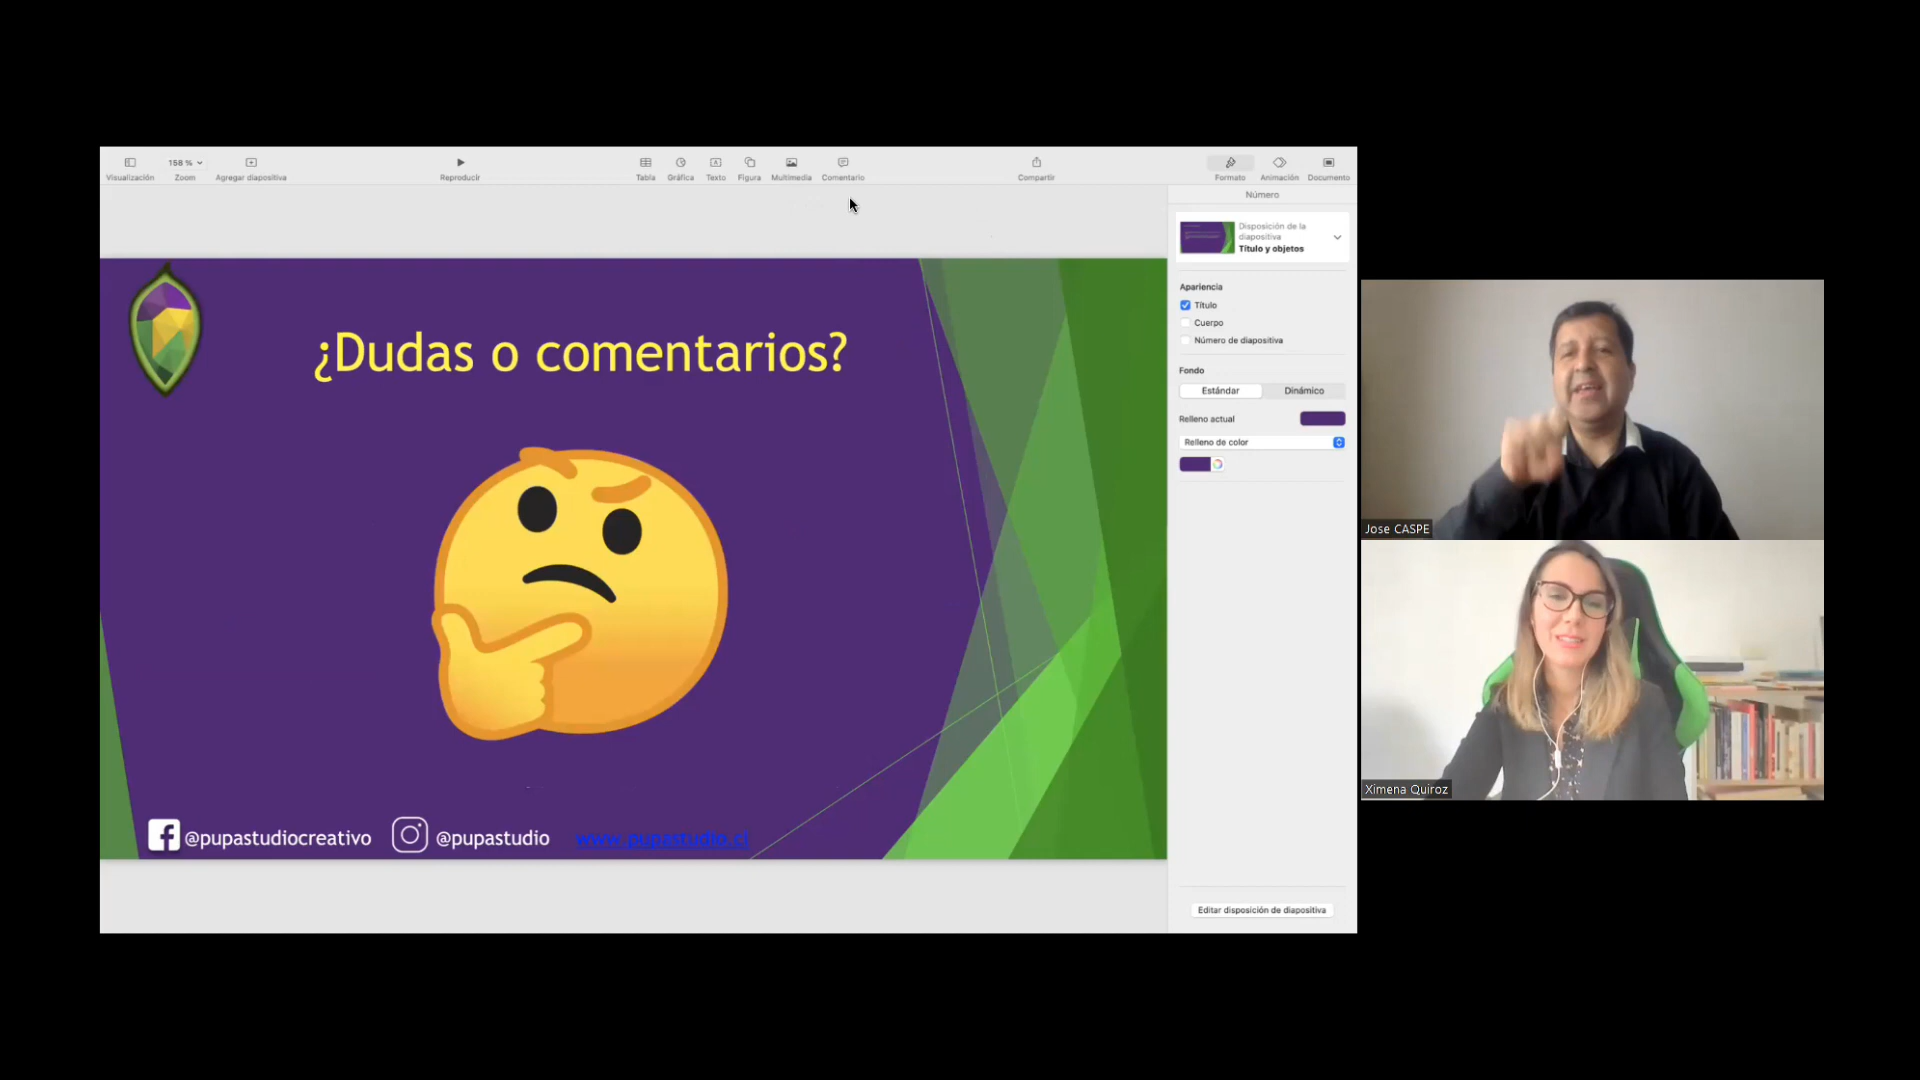 158 %
Visualización Zoom Agregar diapositiva Reproducir Tabla Gráfica Texto Figura Multimedia Comentario Compartir Formato Animación Documento
Número
Disposición de la
diapositiva
Título y objetos
Apariencia
Título
Cuerpo
Número de diapositiva
Fondo
Estándar Dinámico
Relleno actual
Relleno de color
Editar disposición de diapositiva
¿Dudas o comentarios?
@pupastudiocreativo @pupastudio www.pupastudio.cl
Jose CASPE
Ximena Quiroz